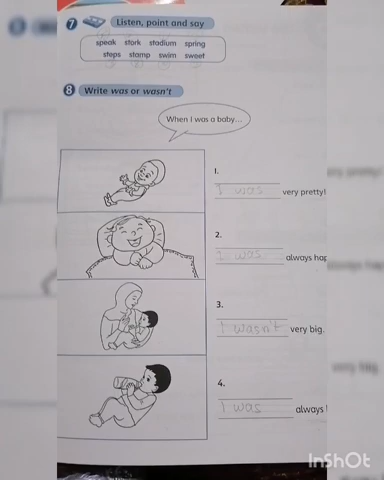 7 Listen, point and say
speak stork stadium spring
steps stamp swim sweet
8 Write was or wasn't
When I was a baby...
1.
I was very pretty!
2.
I was always hap
3.
I wasn't very big.
4.
I was always
InShOt